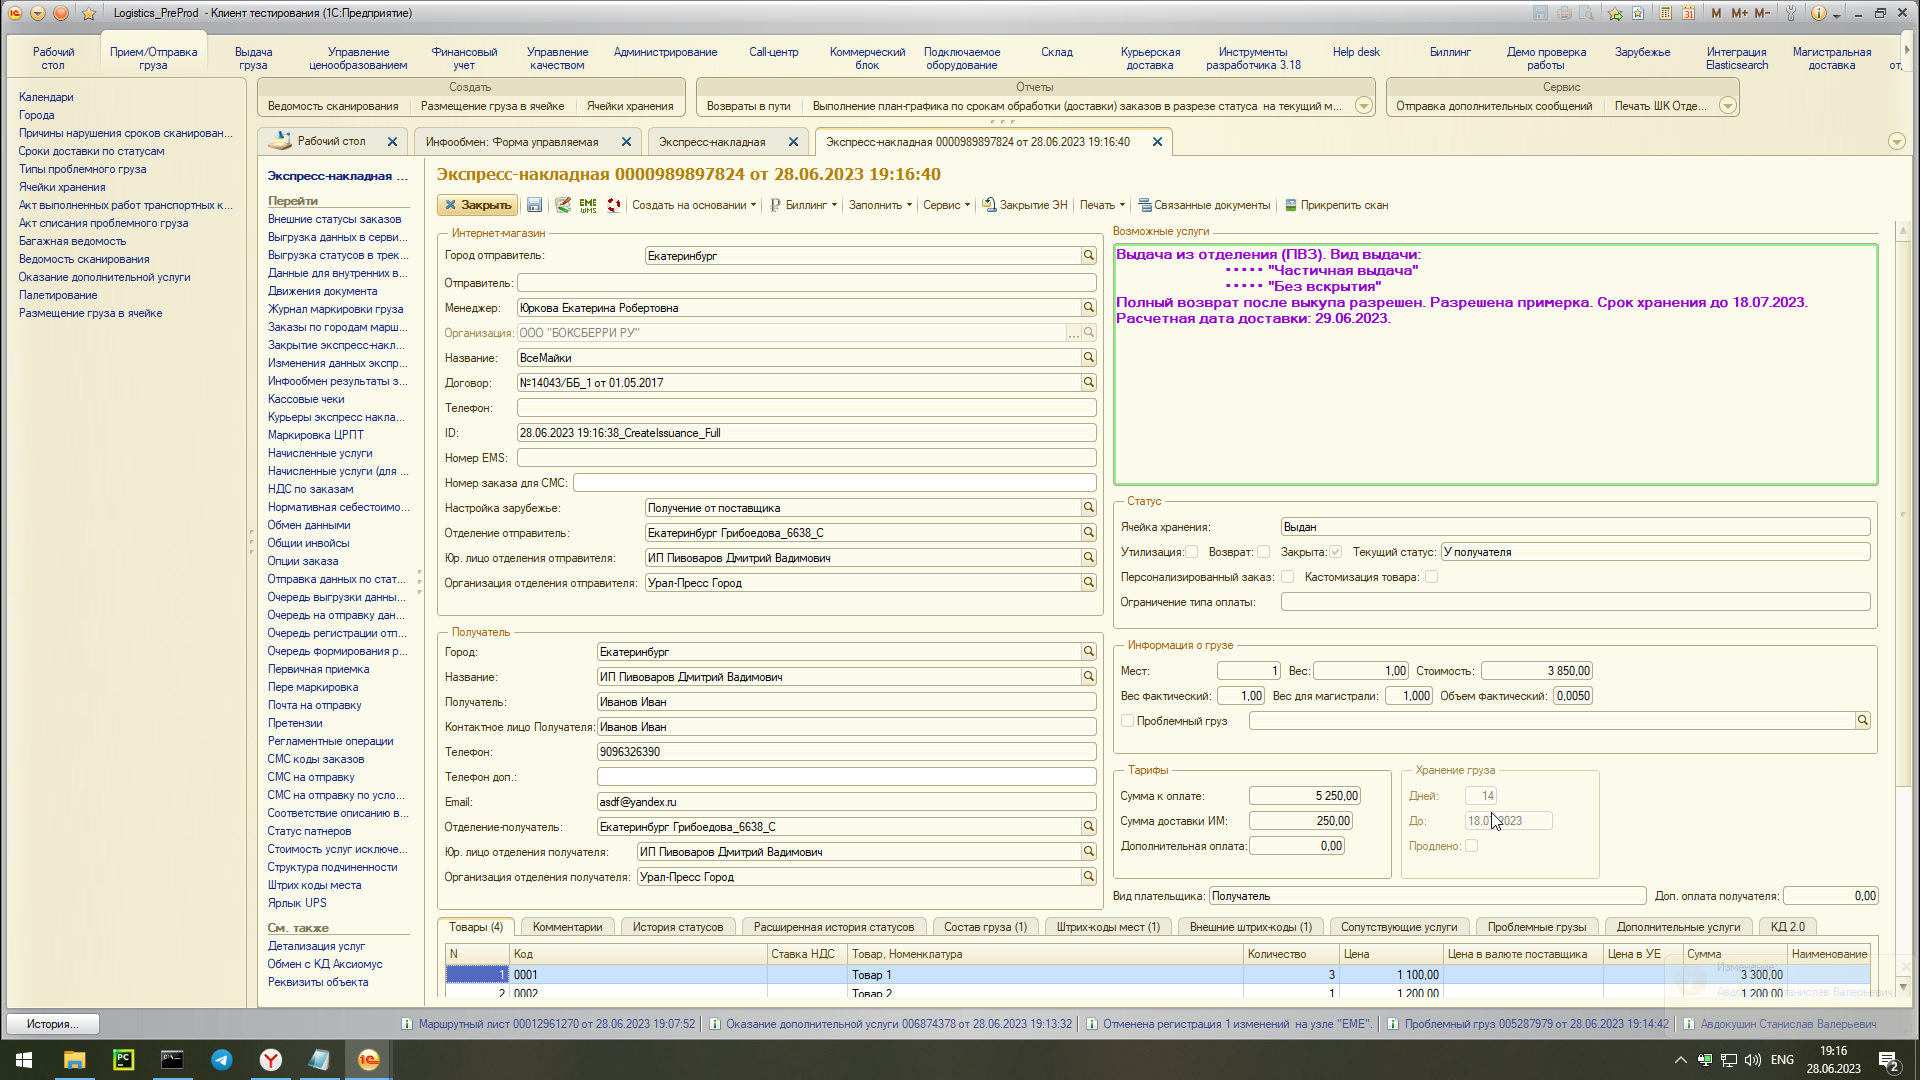 Logistics_PreProd - Клиент тестирования (1С:Предприятие)
M M+ M-
Рабочий стол
Прием/Отправка груза
Выдача груза
Управление ценообразованием
Финансовый учет
Управление качеством
Администрирование
Call-центр
Коммерческий блок
Подключаемое оборудование
Склад
Курьерская доставка
Инструменты разработчика 3.18
Help desk
Биллинг
Демо проверка работы
Зарубежье
Интеграция Elasticsearch
Магистральная доставка
от,
Календари
Города
Причины нарушения сроков сканирован...
Сроки доставки по статусам
Типы проблемного груза
Ячейки хранения
Акт выполненных работ транспортных к...
Акт списания проблемного груза
Багажная ведомость
Ведомость сканирования
Оказание дополнительной услуги
Палетирование
Размещение груза в ячейке
Создать
Ведомость сканирования Размещение груза в ячейке Ячейки хранения
Отчеты
Возвраты в пути Выполнение план-графика по срокам обработки (доставки) заказов в разрезе статуса на текущий м...
Сервис
Отправка дополнительных сообщений Печать ШК Отде...
Рабочий стол
Инфообмен: Форма управляемая
Экспресс-накладная
Экспресс-накладная 0000989897824 от 28.06.2023 19:16:40
Экспресс-накладная ...
Перейти
Внешние статусы заказов
Выгрузка данных в серви...
Выгрузка статусов в трек...
Данные для внутренних в...
Движения документа
Журнал маркировки груза
Заказы по городам марш...
Закрытие экспресс-накл...
Изменения данных экспр...
Инфообмен результаты з...
Кассовые чеки
Курьеры экспресс накла...
Маркировка ЦРПТ
Начисленные услуги
Начисленные услуги (для ...
НДС по заказам
Нормативная себестоимо...
Обмен данными
Общии инвойсы
Опции заказа
Отправка данных по стат...
Очередь выгрузки данны...
Очередь на отправку дан...
Очередь регистрации отп...
Очередь формирования р...
Первичная приемка
Пере маркировка
Почта на отправку
Претензии
Регламентные операции
СМС коды заказов
СМС на отправку
СМС на отправку по усло...
Соответствие описанию в...
Статус патнеров
Стоимость услуг исключе...
Структура подчиненности
Штрих коды места
Ярлык UPS
См. также
Детализация услуг
Обмен с КД Аксиомус
Реквизиты объекта
Экспресс-накладная 0000989897824 от 28.06.2023 19:16:40
Закрыть EME WMS Создать на основании Биллинг Заполнить Сервис Закрытие ЭН Печать Связанные документы Прикрепить скан
Интернет-магазин
Город отправитель: Екатеринбург
Отправитель:
Менеджер: Юркова Екатерина Робертовна
Организация: ООО "БОКСБЕРРИ РУ" ...
Название: ВсеМайки
Договор: №14043/ББ_1 от 01.05.2017
Телефон:
ID: 28.06.2023 19:16:38_CreateIssuance_Full
Номер EMS:
Номер заказа для СМС:
Настройка зарубежье: Получение от поставщика
Отделение отправитель: Екатеринбург Грибоедова_6638_С
Юр. лицо отделения отправителя: ИП Пивоваров Дмитрий Вадимович
Организация отделения отправителя: Урал-Пресс Город
Получатель
Город: Екатеринбург
Название: ИП Пивоваров Дмитрий Вадимович
Получатель: Иванов Иван
Контактное лицо Получателя: Иванов Иван
Телефон: 9096326390
Телефон доп.:
Email: asdf@yandex.ru
Отделение-получатель: Екатеринбург Грибоедова_6638_С
Юр. лицо отделения получателя: ИП Пивоваров Дмитрий Вадимович
Организация отделения получателя: Урал-Пресс Город
Возможные услуги
Выдача из отделения (ПВЗ). Вид выдачи:
• • • • • "Частичная выдача"
• • • • • "Без вскрытия"
Полный возврат после выкупа разрешен. Разрешена примерка. Срок хранения до 18.07.2023.
Расчетная дата доставки: 29.06.2023.
Статус
Ячейка хранения: Выдан
Утилизация: Возврат: Закрыта: Текущий статус: У получателя
Персонализированный заказ: Кастомизация товара:
Ограничение типа оплаты:
Информация о грузе
Мест: 1 Вес: 1,00 Стоимость: 3 850,00
Вес фактический: 1,00 Вес для магистрали: 1,000 Объем фактический: 0,0050
Проблемный груз
Тарифы
Сумма к оплате: 5 250,00
Сумма доставки ИМ: 250,00
Дополнительная оплата: 0,00
Хранение груза
Дней: 14
До: 18.07.2023
Продлено:
Вид плательщика: Получатель Доп. оплата получателя: 0,00
Товары (4) Комментарии История статусов Расширенная история статусов Состав груза (1) Штрих-коды мест (1) Внешние штрих-коды (1) Сопутствующие услуги Проблемные грузы Дополнительные услуги КД 2.0
N Код Ставка НДС Товар, Номенклатура Количество Цена Цена в валюте поставщика Цена в УЕ Сумма Наименование
1 0001 Товар 1 3 1 100,00 3 300,00
2 0002 Товар 2 1 1 200,00 1 200,00
История...
Маршрутный лист 00012961270 от 28.06.2023 19:07:52
Оказание дополнительной услуги 006874378 от 28.06.2023 19:13:32
Отменена регистрация 1 изменений на узле "EME".
Проблемный груз 005287979 от 28.06.2023 19:14:42
Авдокушин Станислав Валерьевич
PC
ENG
19:16
28.06.2023
2